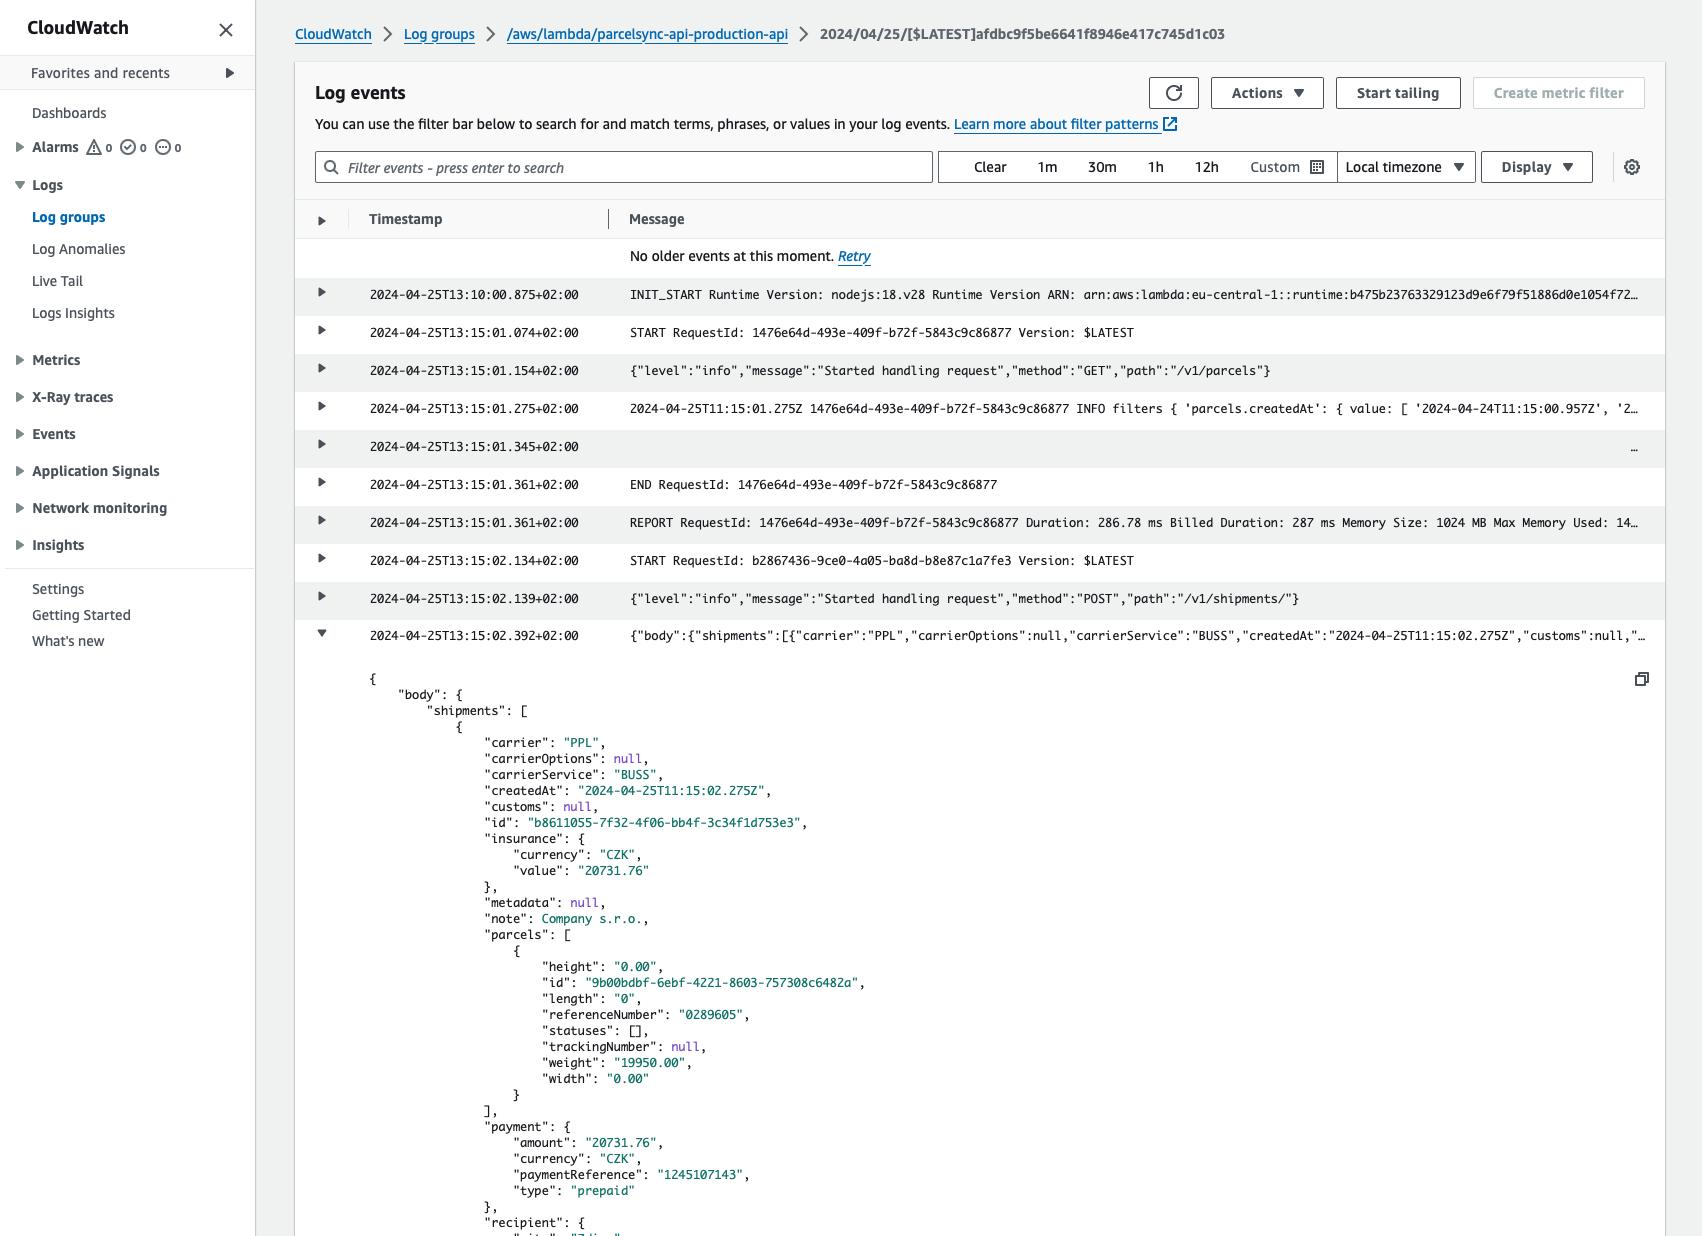 CloudWatch
Favorites and recents
Dashboards
Alarms 0 0 0
Logs
Log groups
Log Anomalies
Live Tail
Logs Insights
Metrics
X-Ray traces
Events
Application Signals
Network monitoring
Insights
Settings
Getting Started
What's new
CloudWatch > Log groups > /aws/lambda/parcelsync-api-production-api > 2024/04/25/[$LATEST]afdbc9f5be6641f8946e417c745d1c03
Log events
Actions
Start tailing
Create metric filter
You can use the filter bar below to search for and match terms, phrases, or values in your log events. Learn more about filter patterns
Filter events - press enter to search
Clear 1m 30m 1h 12h Custom
Local timezone
Display
Timestamp Message
No older events at this moment. Retry
2024-04-25T13:10:00.875+02:00 INIT_START Runtime Version: nodejs:18.v28 Runtime Version ARN: arn:aws:lambda:eu-central-1::runtime:b475b23763329123d9e6f79f51886d0e1054f72…
2024-04-25T13:15:01.074+02:00 START RequestId: 1476e64d-493e-409f-b72f-5843c9c86877 Version: $LATEST
2024-04-25T13:15:01.154+02:00 {"level":"info","message":"Started handling request","method":"GET","path":"/v1/parcels"}
2024-04-25T13:15:01.275+02:00 2024-04-25T11:15:01.275Z 1476e64d-493e-409f-b72f-5843c9c86877 INFO filters { 'parcels.createdAt': { value: [ '2024-04-24T11:15:00.957Z', '2…
2024-04-25T13:15:01.345+02:00 …
2024-04-25T13:15:01.361+02:00 END RequestId: 1476e64d-493e-409f-b72f-5843c9c86877
2024-04-25T13:15:01.361+02:00 REPORT RequestId: 1476e64d-493e-409f-b72f-5843c9c86877 Duration: 286.78 ms Billed Duration: 287 ms Memory Size: 1024 MB Max Memory Used: 14…
2024-04-25T13:15:02.134+02:00 START RequestId: b2867436-9ce0-4a05-ba8d-b8e87c1a7fe3 Version: $LATEST
2024-04-25T13:15:02.139+02:00 {"level":"info","message":"Started handling request","method":"POST","path":"/v1/shipments/"}
2024-04-25T13:15:02.392+02:00 {"body":{"shipments":[{"carrier":"PPL","carrierOptions":null,"carrierService":"BUSS","createdAt":"2024-04-25T11:15:02.275Z","customs":null,"…
{
"body": {
"shipments": [
{
"carrier": "PPL",
"carrierOptions": null,
"carrierService": "BUSS",
"createdAt": "2024-04-25T11:15:02.275Z",
"customs": null,
"id": "b8611055-7f32-4f06-bb4f-3c34f1d753e3",
"insurance": {
"currency": "CZK",
"value": "20731.76"
},
"metadata": null,
"note": Company s.r.o.,
"parcels": [
{
"height": "0.00",
"id": "9b00bdbf-6ebf-4221-8603-757308c6482a",
"length": "0",
"referenceNumber": "0289605",
"statuses": [],
"trackingNumber": null,
"weight": "19950.00",
"width": "0.00"
}
],
"payment": {
"amount": "20731.76",
"currency": "CZK",
"paymentReference": "1245107143",
"type": "prepaid"
},
"recipient": {